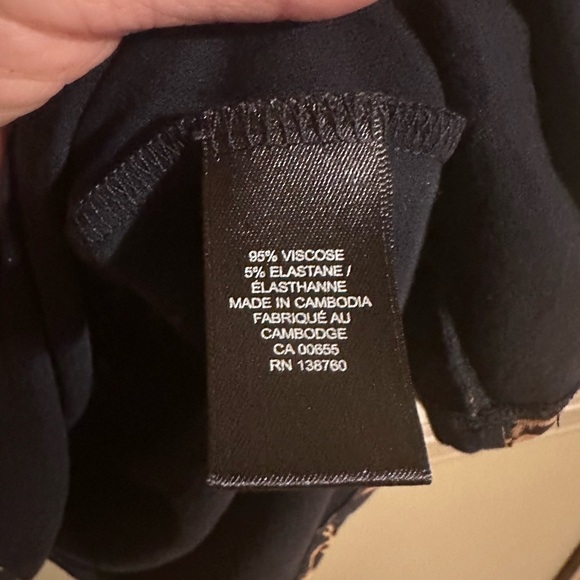 95% VISCOSE
5% ELASTANE /
ÉLASTHANNE
MADE IN CAMBODIA
FABRIQUÉ AU
CAMBODGE
CA 00655
RN 138760